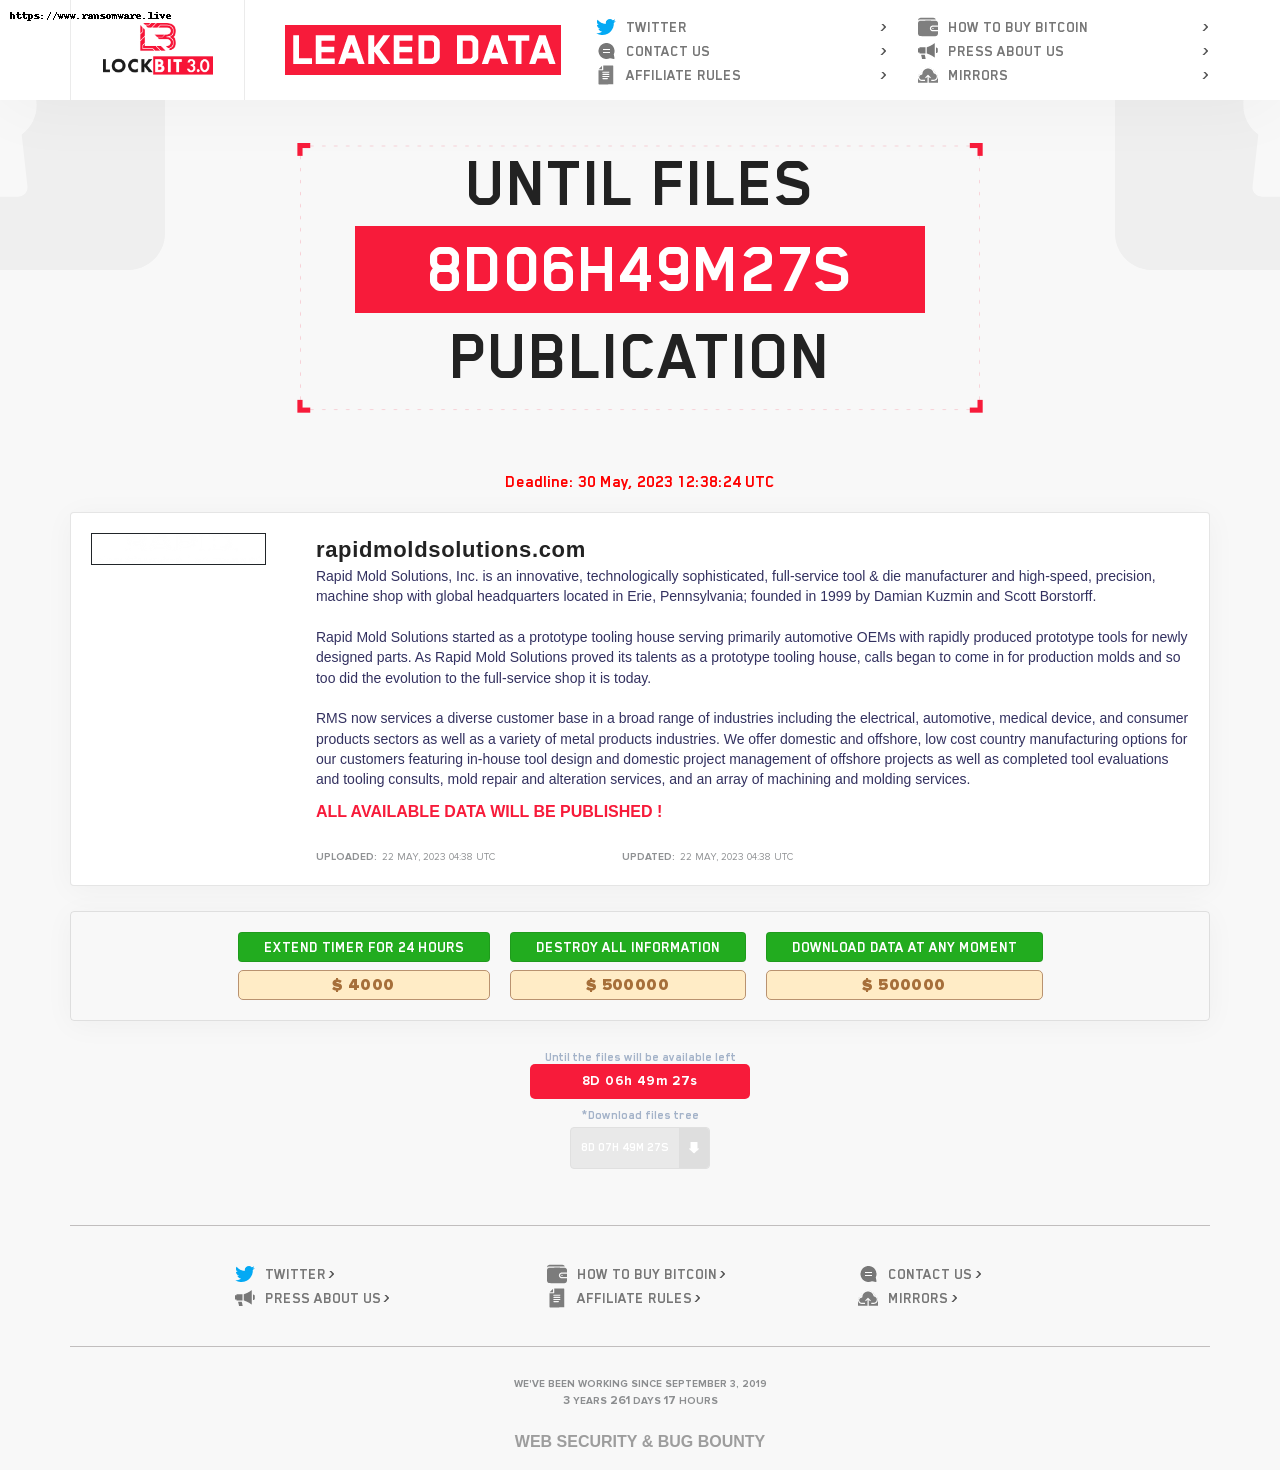 https://www.ransomware.live
LOCKBIT 3.0
LEAKED DATA
TWITTER
CONTACT US
AFFILIATE RULES
HOW TO BUY BITCOIN
PRESS ABOUT US
MIRRORS
UNTIL FILES
8D06H49M27S
PUBLICATION
Deadline: 30 May, 2023 12:38:24 UTC
rapidmoldsolutions.com
Rapid Mold Solutions, Inc. is an innovative, technologically sophisticated, full-service tool & die manufacturer and high-speed, precision,
machine shop with global headquarters located in Erie, Pennsylvania; founded in 1999 by Damian Kuzmin and Scott Borstorff.
Rapid Mold Solutions started as a prototype tooling house serving primarily automotive OEMs with rapidly produced prototype tools for newly
designed parts. As Rapid Mold Solutions proved its talents as a prototype tooling house, calls began to come in for production molds and so
too did the evolution to the full-service shop it is today.
RMS now services a diverse customer base in a broad range of industries including the electrical, automotive, medical device, and consumer
products sectors as well as a variety of metal products industries. We offer domestic and offshore, low cost country manufacturing options for
our customers featuring in-house tool design and domestic project management of offshore projects as well as completed tool evaluations
and tooling consults, mold repair and alteration services, and an array of machining and molding services.
ALL AVAILABLE DATA WILL BE PUBLISHED !
UPLOADED: 22 MAY, 2023 04:38 UTC
UPDATED: 22 MAY, 2023 04:38 UTC
EXTEND TIMER FOR 24 HOURS
$ 4000
DESTROY ALL INFORMATION
$ 500000
DOWNLOAD DATA AT ANY MOMENT
$ 500000
Until the files will be available left
8D 06h 49m 27s
*Download files tree
8D 07H 49M 27S
TWITTER
PRESS ABOUT US
HOW TO BUY BITCOIN
AFFILIATE RULES
CONTACT US
MIRRORS
WE'VE BEEN WORKING SINCE SEPTEMBER 3, 2019
3 YEARS 261 DAYS 17 HOURS
WEB SECURITY & BUG BOUNTY